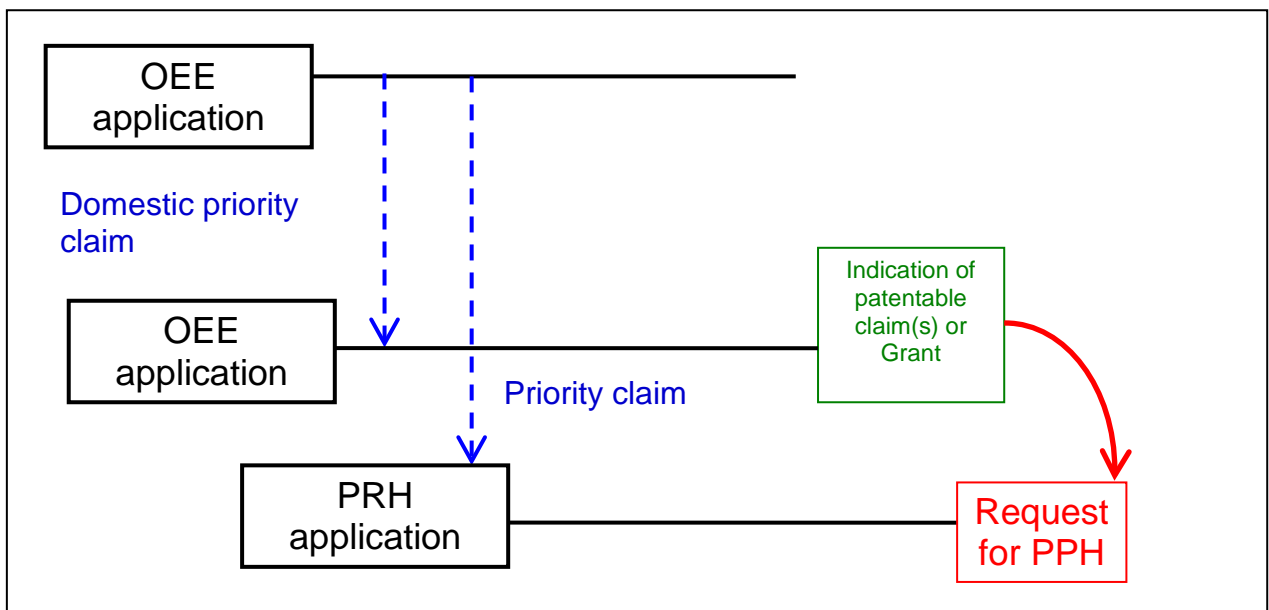 OEE
application
Domestic priority
claim
OEE
application
Indication of
patentable
claim(s) or
Grant
Priority claim
PRH
application
Request
for PPH